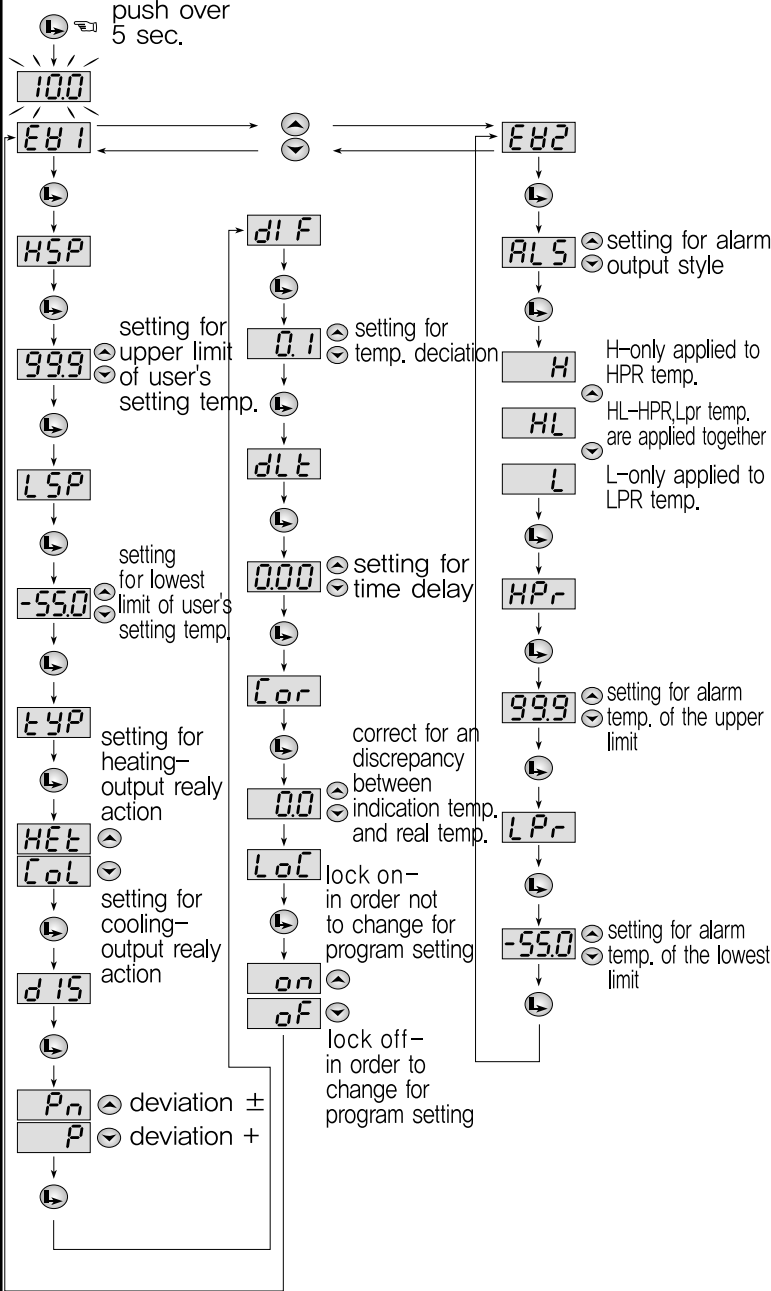 push over
5 sec.
10.0
EH1
HSP
99.9
setting for
upper limit
of user's
setting temp.
LSP
-55.0
setting
for lowest
limit of user's
setting temp.
tYP
setting for
heating-
output realy
action
HEt
CoL
setting for
cooling-
output realy
action
dIS
Pn
deviation ±
P
deviation +
dIF
0.1
setting for
temp. deciation
dLt
0.00
setting for
time delay
Cor
0.0
correct for an
discrepancy
between
indication temp.
and real temp.
LoC
lock on-
in order not
to change for
program setting
on
oF
lock off-
in order to
change for
program setting
EH2
ALS
setting for alarm
output style
H
H-only applied to
HPR temp.
HL
HL-HPR,Lpr temp.
are applied together
L
L-only applied to
LPR temp.
HPr
99.9
setting for alarm
temp. of the upper
limit
LPr
-55.0
setting for alarm
temp. of the lowest
limit